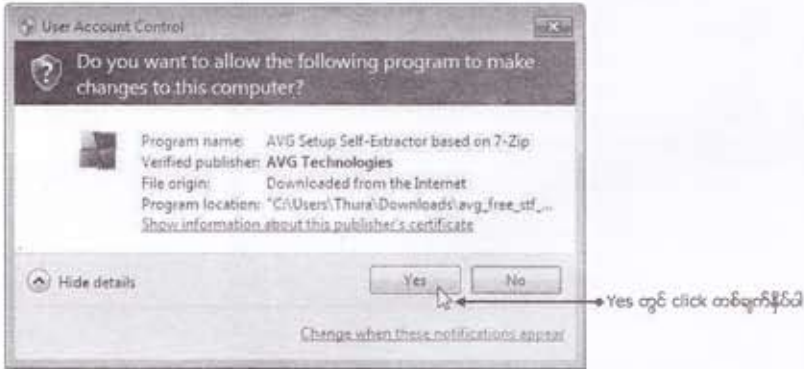 User Account Control
Do you want to allow the following program to make
changes to this computer?
Program name: AVG Setup Self-Extractor based on 7-Zip
Verified publisher: AVG Technologies
File origin: Downloaded from the Internet
Program location: "C:\Users\Thura\Downloads\avg_free_stf_...
Show information about this publisher's certificate
Hide details
Yes
No
Yes တွင် click တစ်ချက်နှိပ်ပါ
Change when these notifications appear